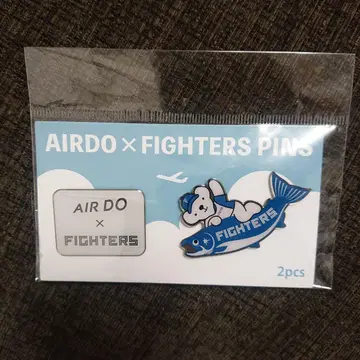 AIRDO × FIGHTERS PINS
AIR DO
×
FIGHTERS
FIGHTERS
2pcs